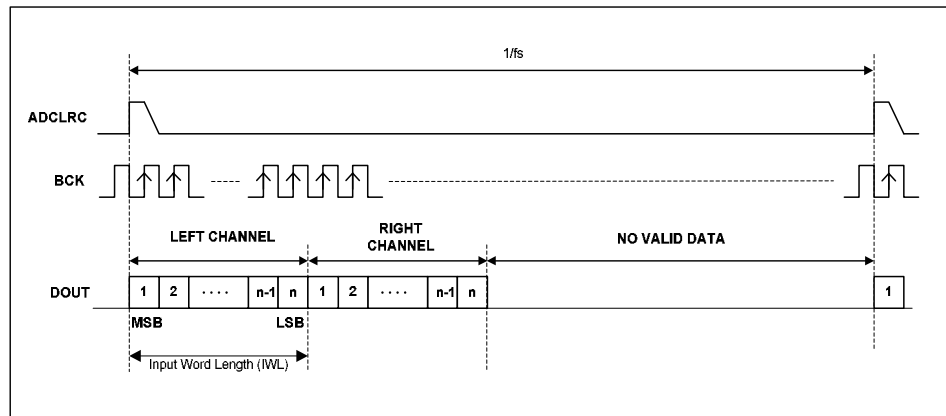 1/fs
ADCLRC
BCK
LEFT CHANNEL
RIGHT
CHANNEL
NO VALID DATA
DOUT
1 2 .... n-1 n 1 2 .... n-1 n 1
MSB LSB
Input Word Length (IWL)